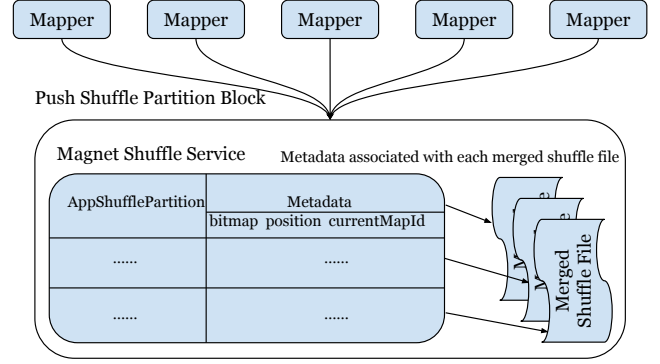 Mapper Mapper Mapper Mapper Mapper
Push Shuffle Partition Block
Magnet Shuffle Service
Metadata associated with each merged shuffle file
AppShufflePartition
Metadata
bitmap position currentMapId
...... ......
...... ......
Merged
Shuffle File